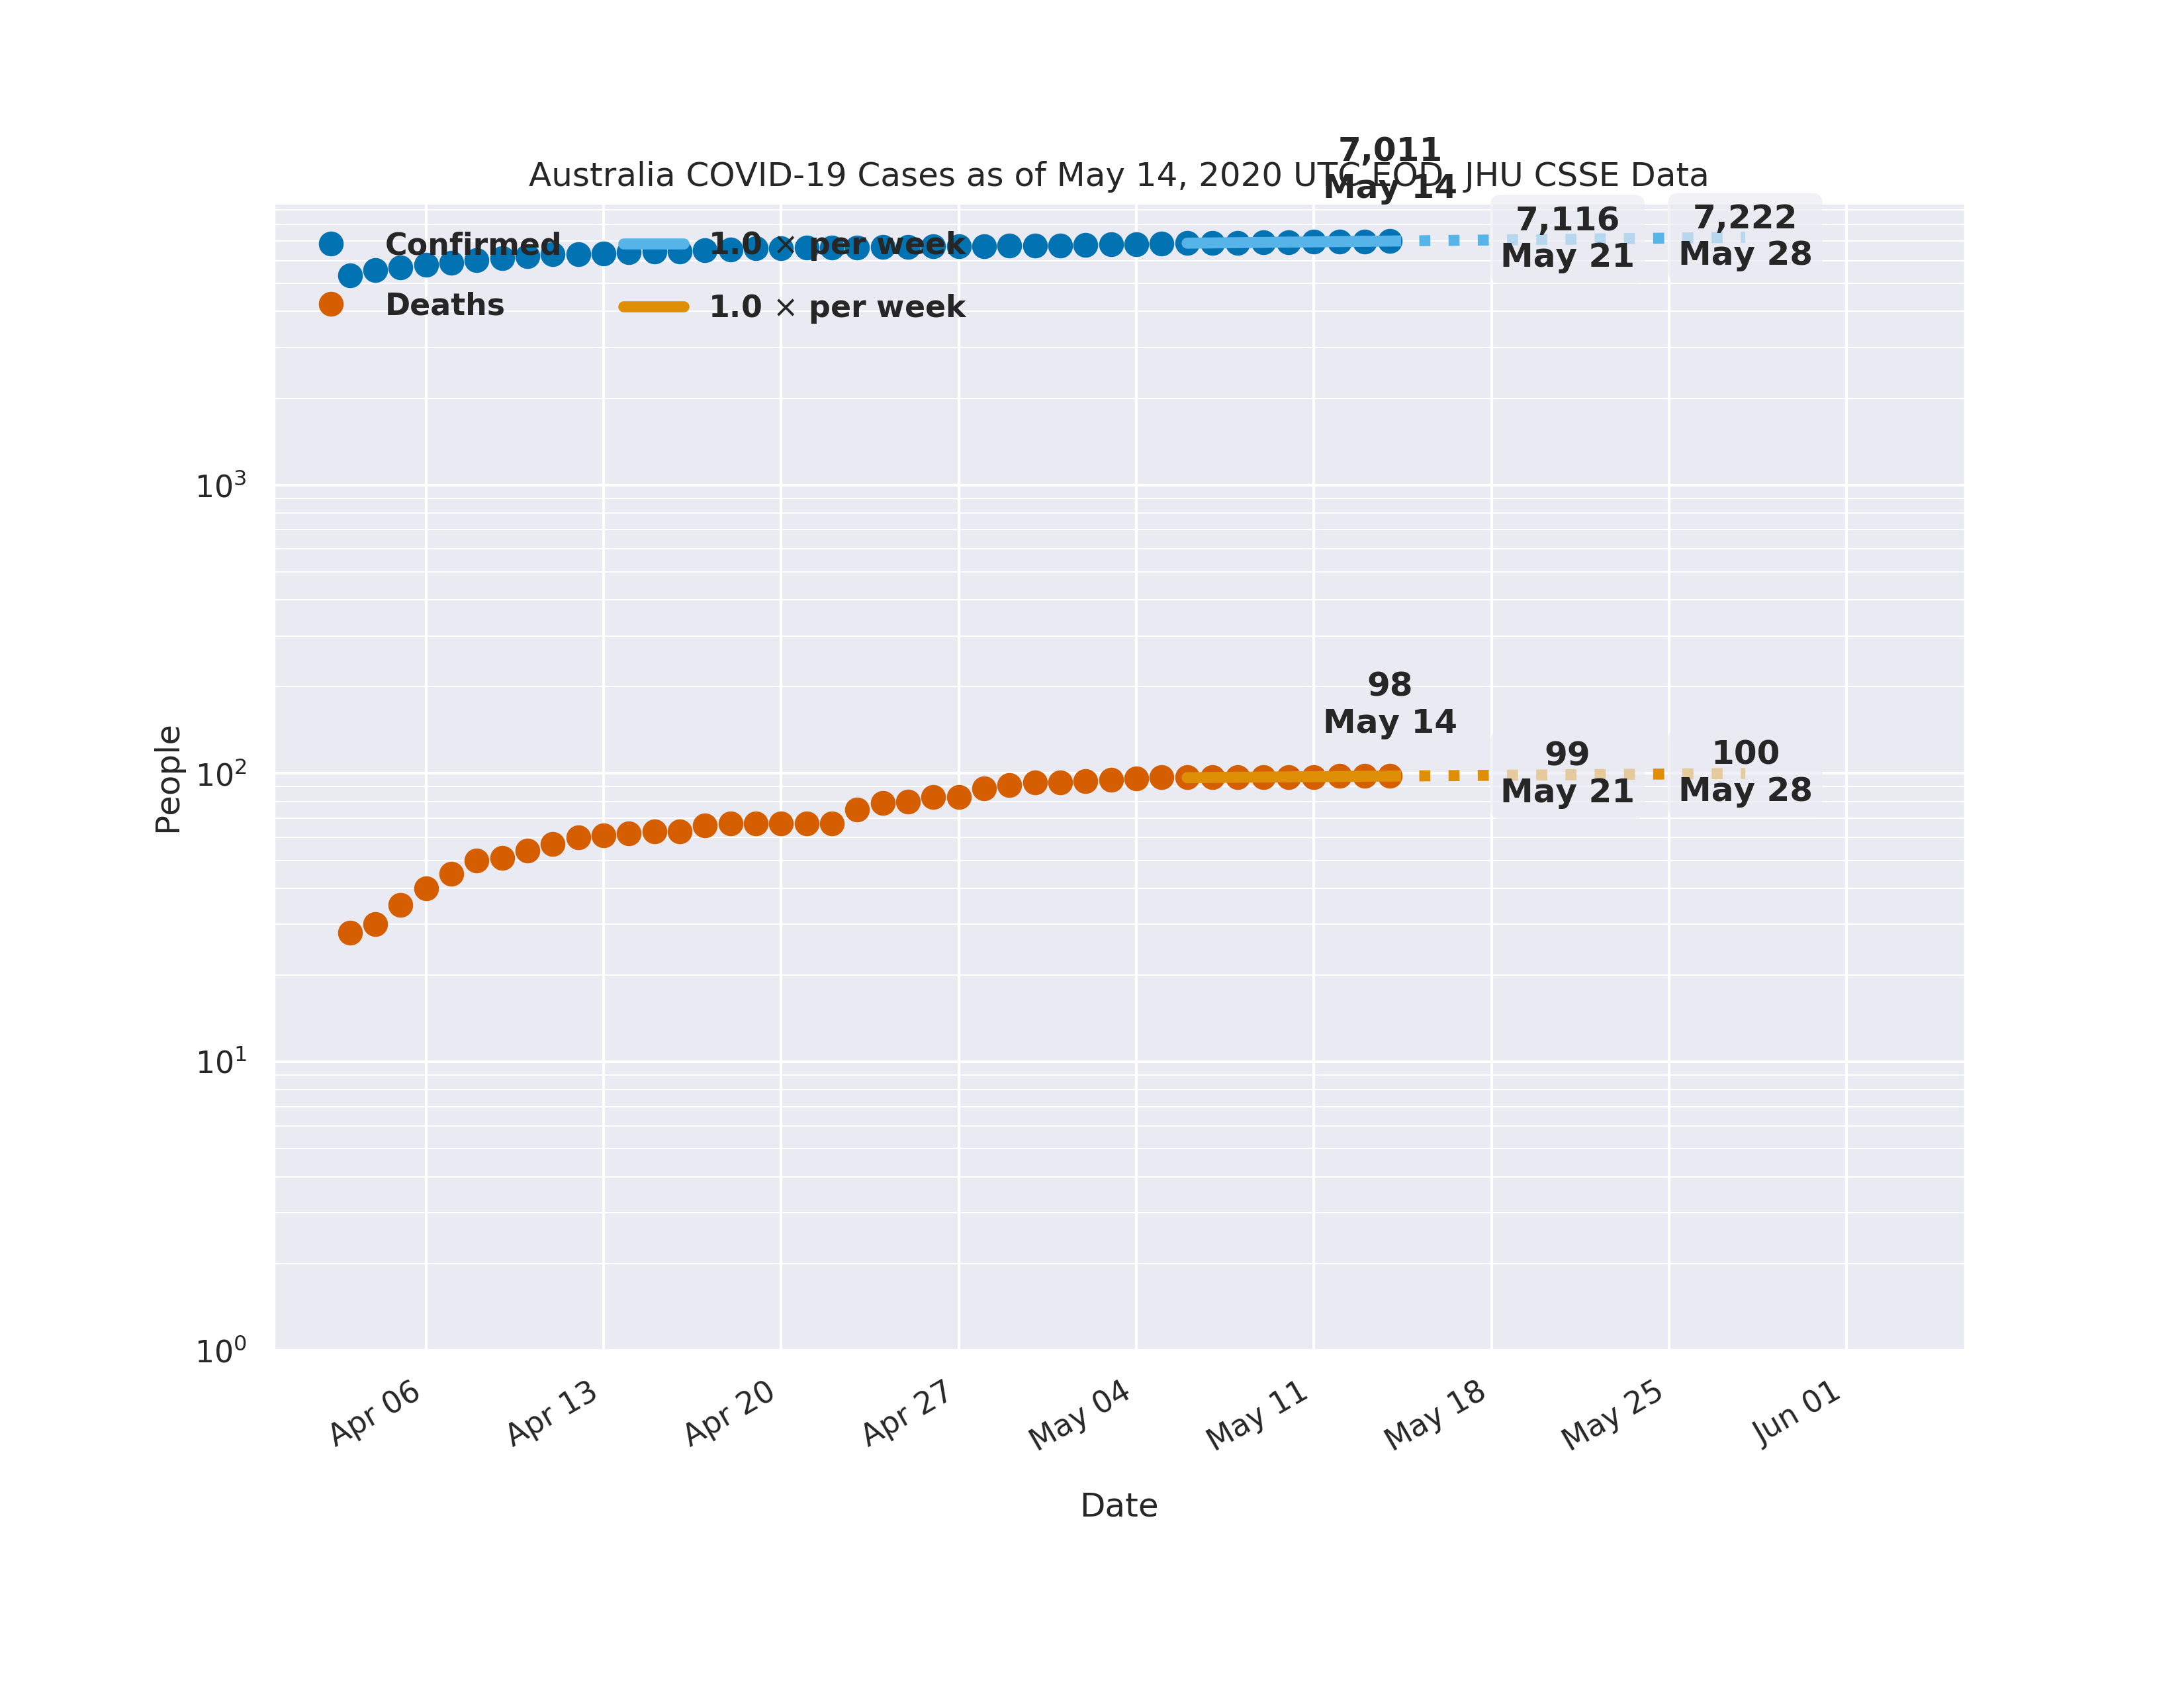 7,011
May 14
Australia COVID-19 Cases as of May 14, 2020 UTC EOD, JHU CSSE Data
7,116
May 21
7,222
May 28
Confirmed
1.0 × per week
Deaths
1.0 × per week
10³
98
May 14
99
May 21
100
May 28
People
10²
10¹
10⁰
Apr 06
Apr 13
Apr 20
Apr 27
May 04
May 11
May 18
May 25
Jun 01
Date